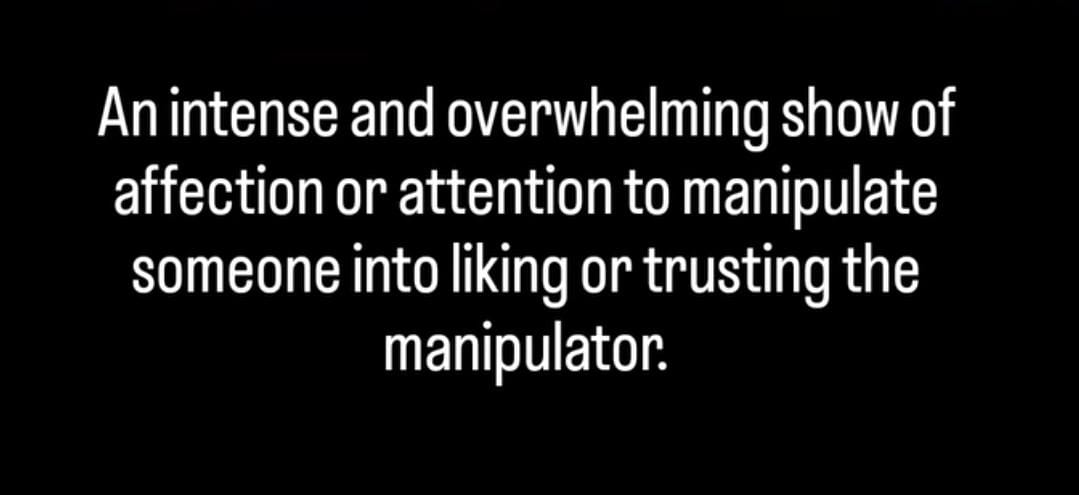 An intense and overwhelming show of
affection or attention to manipulate
someone into liking or trusting the
manipulator.